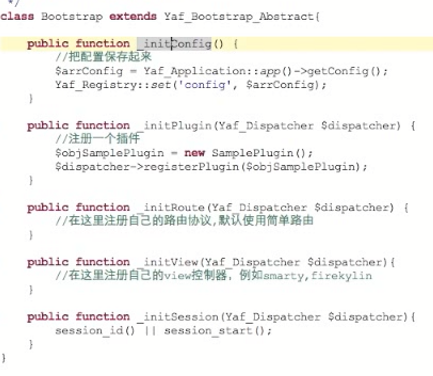 */
class Bootstrap extends Yaf_Bootstrap_Abstract{
public function _initConfig() {
//把配置保存起来
$arrConfig = Yaf_Application::app()->getConfig();
Yaf_Registry::set('config', $arrConfig);
}
public function _initPlugin(Yaf_Dispatcher $dispatcher) {
//注册一个插件
$objSamplePlugin = new SamplePlugin();
$dispatcher->registerPlugin($objSamplePlugin);
}
public function _initRoute(Yaf_Dispatcher $dispatcher) {
//在这里注册自己的路由协议,默认使用简单路由
}
public function _initView(Yaf_Dispatcher $dispatcher){
//在这里注册自己的view控制器，例如smarty,firekylin
}
public function _initSession(Yaf_Dispatcher $dispatcher){
session_id() || session_start();
}
}